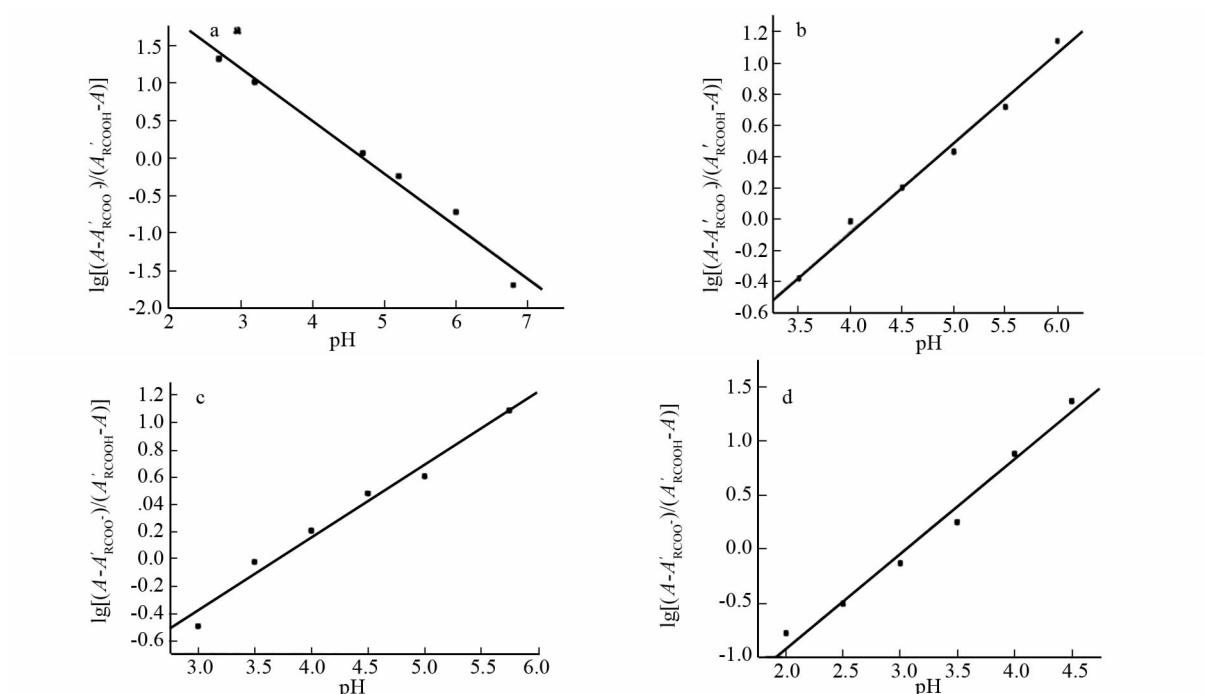 a
lg[(A-A′RCOO-)/(A′RCOOH-A)]
1.5
1.0
0.5
0.0
-0.5
-1.0
-1.5
-2.0
2 3 4 5 6 7
pH
b
lg[(A-A′RCOO-)/(A′RCOOH-A)]
1.2
1.0
0.8
0.6
.04
0.2
0.0
-0.2
-0.4
-0.6
3.5 4.0 4.5 5.0 5.5 6.0
pH
c
lg[(A-A′RCOO-)/(A′RCOOH-A)]
1.2
1.0
0.8
0.6
.04
0.2
0.0
-0.2
-0.4
-0.6
3.0 3.5 4.0 4.5 5.0 5.5 6.0
pH
d
lg[(A-A′RCOO-)/(A′RCOOH-A)]
1.5
1.0
0.5
0.0
-0.5
-1.0
2.0 2.5 3.0 3.5 4.0 4.5
pH